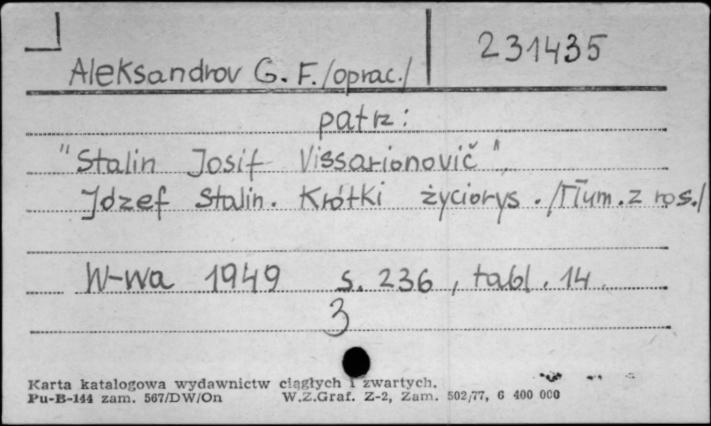 231435
Aleksandrov G. F. /oprac./
patrz:
"Stalin Josif Vissarionovič",
Józef Stalin. Krótki życiorys. /Tłum. z ros./
W-wa 1949 s. 236, tabl. 14
3
Karta katalogowa wydawnictw ciągłych i zwartych.
Pu-B-144 zam. 567/DW/On W.Z.Graf. Z-2, Zam. 502/77, 6 400 000